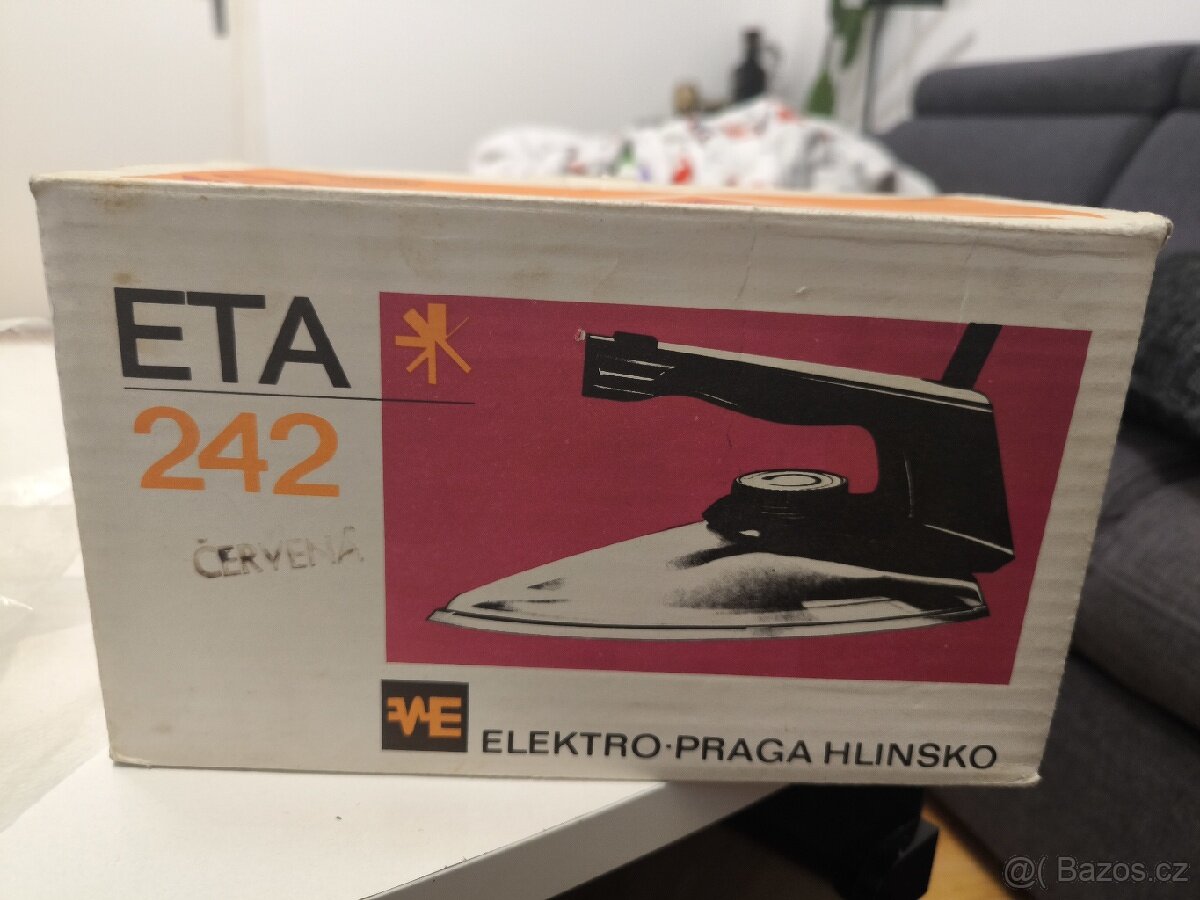 ETA
242
ČERVENÁ
E
ELEKTRO·PRAGA HLINSKO
@( Bazos.cz